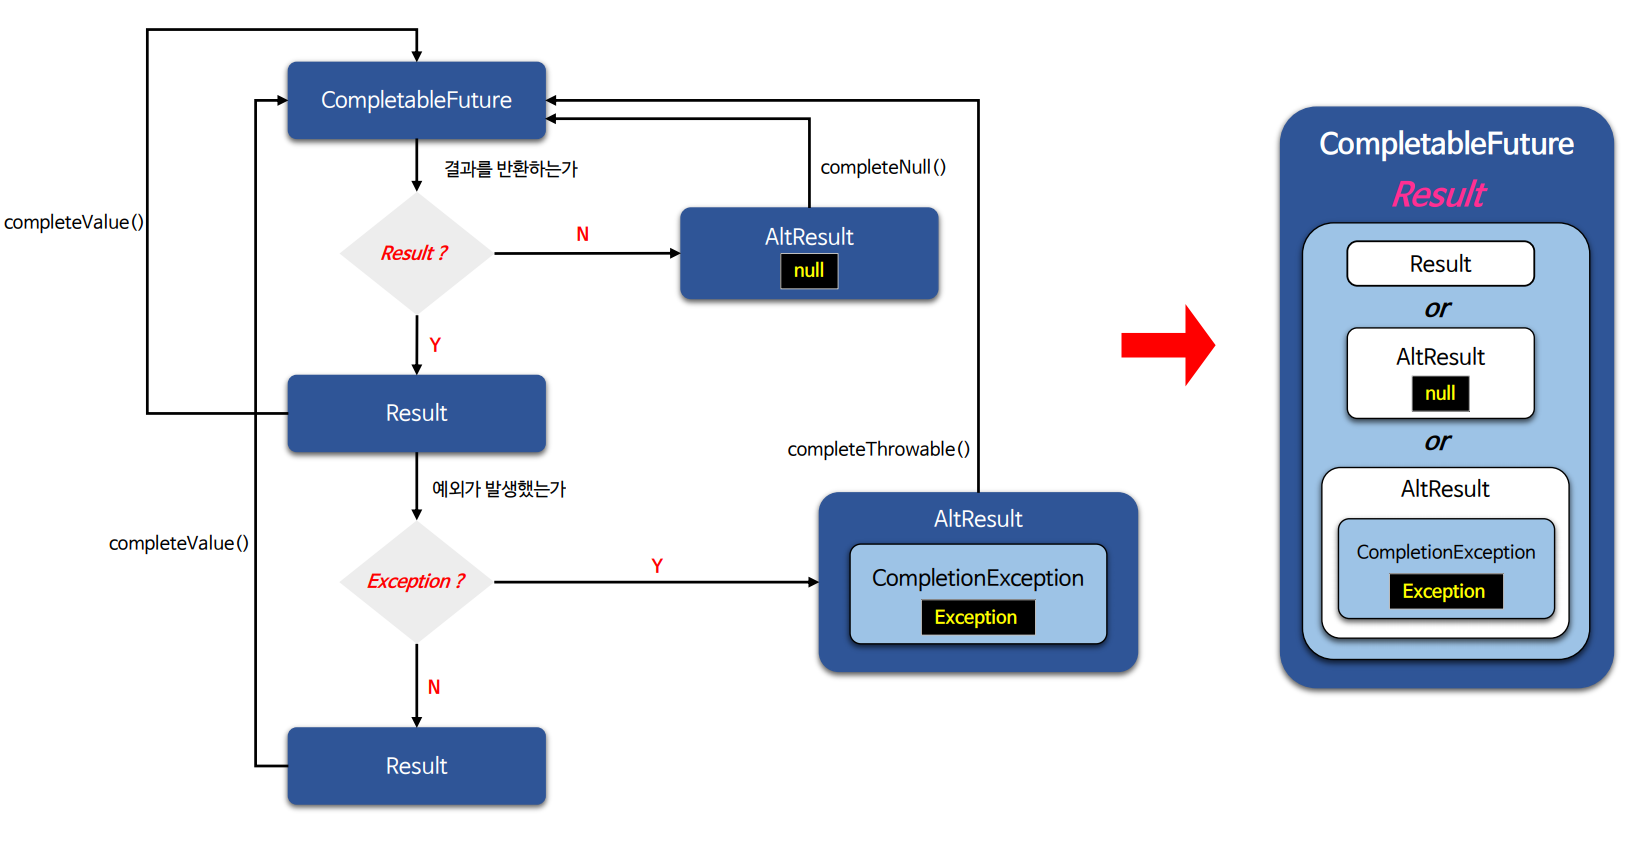 CompletableFuture
결과를 반환하는가
completeNull()
completeValue()
Result ?
N
AltResult
null
Y
Result
completeThrowable()
예외가 발생했는가
completeValue()
Exception ?
Y
AltResult
CompletionException
Exception
N
Result
CompletableFuture
Result
Result
or
AltResult
null
or
AltResult
CompletionException
Exception